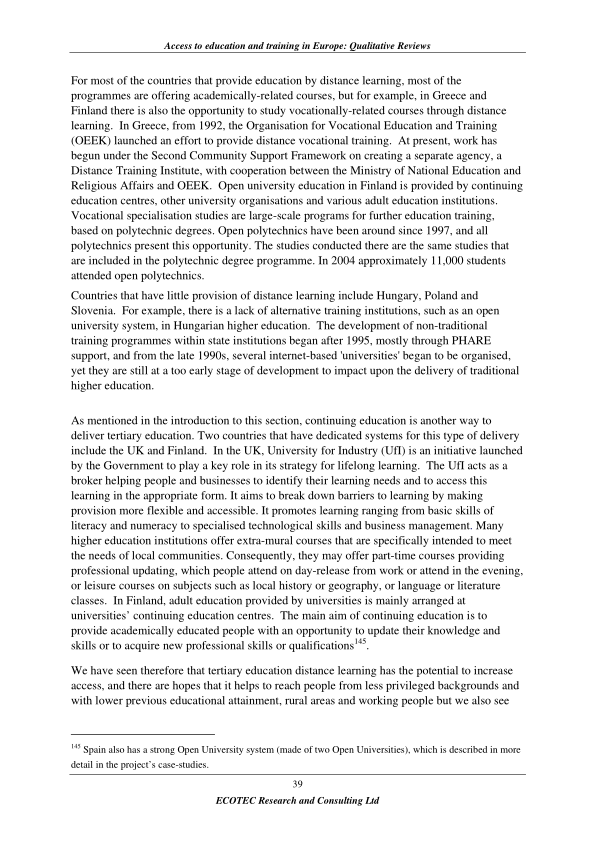 Access to education and training in Europe: Qualitative Reviews
For most of the countries that provide education by distance learning, most of the
programmes are offering academically-related courses, but for example, in Greece and
Finland there is also the opportunity to study vocationally-related courses through distance
learning.  In Greece, from 1992, the Organisation for Vocational Education and Training
(OEEK) launched an effort to provide distance vocational training.  At present, work has
begun under the Second Community Support Framework on creating a separate agency, a
Distance Training Institute, with cooperation between the Ministry of National Education and
Religious Affairs and OEEK.  Open university education in Finland is provided by continuing
education centres, other university organisations and various adult education institutions.
Vocational specialisation studies are large-scale programs for further education training,
based on polytechnic degrees. Open polytechnics have been around since 1997, and all
polytechnics present this opportunity. The studies conducted there are the same studies that
are included in the polytechnic degree programme. In 2004 approximately 11,000 students
attended open polytechnics.
Countries that have little provision of distance learning include Hungary, Poland and
Slovenia.  For example, there is a lack of alternative training institutions, such as an open
university system, in Hungarian higher education.  The development of non-traditional
training programmes within state institutions began after 1995, mostly through PHARE
support, and from the late 1990s, several internet-based 'universities' began to be organised,
yet they are still at a too early stage of development to impact upon the delivery of traditional
higher education.
As mentioned in the introduction to this section, continuing education is another way to
deliver tertiary education. Two countries that have dedicated systems for this type of delivery
include the UK and Finland.  In the UK, University for Industry (UfI) is an initiative launched
by the Government to play a key role in its strategy for lifelong learning.  The UfI acts as a
broker helping people and businesses to identify their learning needs and to access this
learning in the appropriate form. It aims to break down barriers to learning by making
provision more flexible and accessible. It promotes learning ranging from basic skills of
literacy and numeracy to specialised technological skills and business management. Many
higher education institutions offer extra-mural courses that are specifically intended to meet
the needs of local communities. Consequently, they may offer part-time courses providing
professional updating, which people attend on day-release from work or attend in the evening,
or leisure courses on subjects such as local history or geography, or language or literature
classes.  In Finland, adult education provided by universities is mainly arranged at
universities’ continuing education centres.  The main aim of continuing education is to
provide academically educated people with an opportunity to update their knowledge and
skills or to acquire new professional skills or qualifications145.
We have seen therefore that tertiary education distance learning has the potential to increase
access, and there are hopes that it helps to reach people from less privileged backgrounds and
with lower previous educational attainment, rural areas and working people but we also see
145 Spain also has a strong Open University system (made of two Open Universities), which is described in more
detail in the project’s case-studies.
39
ECOTEC Research and Consulting Ltd